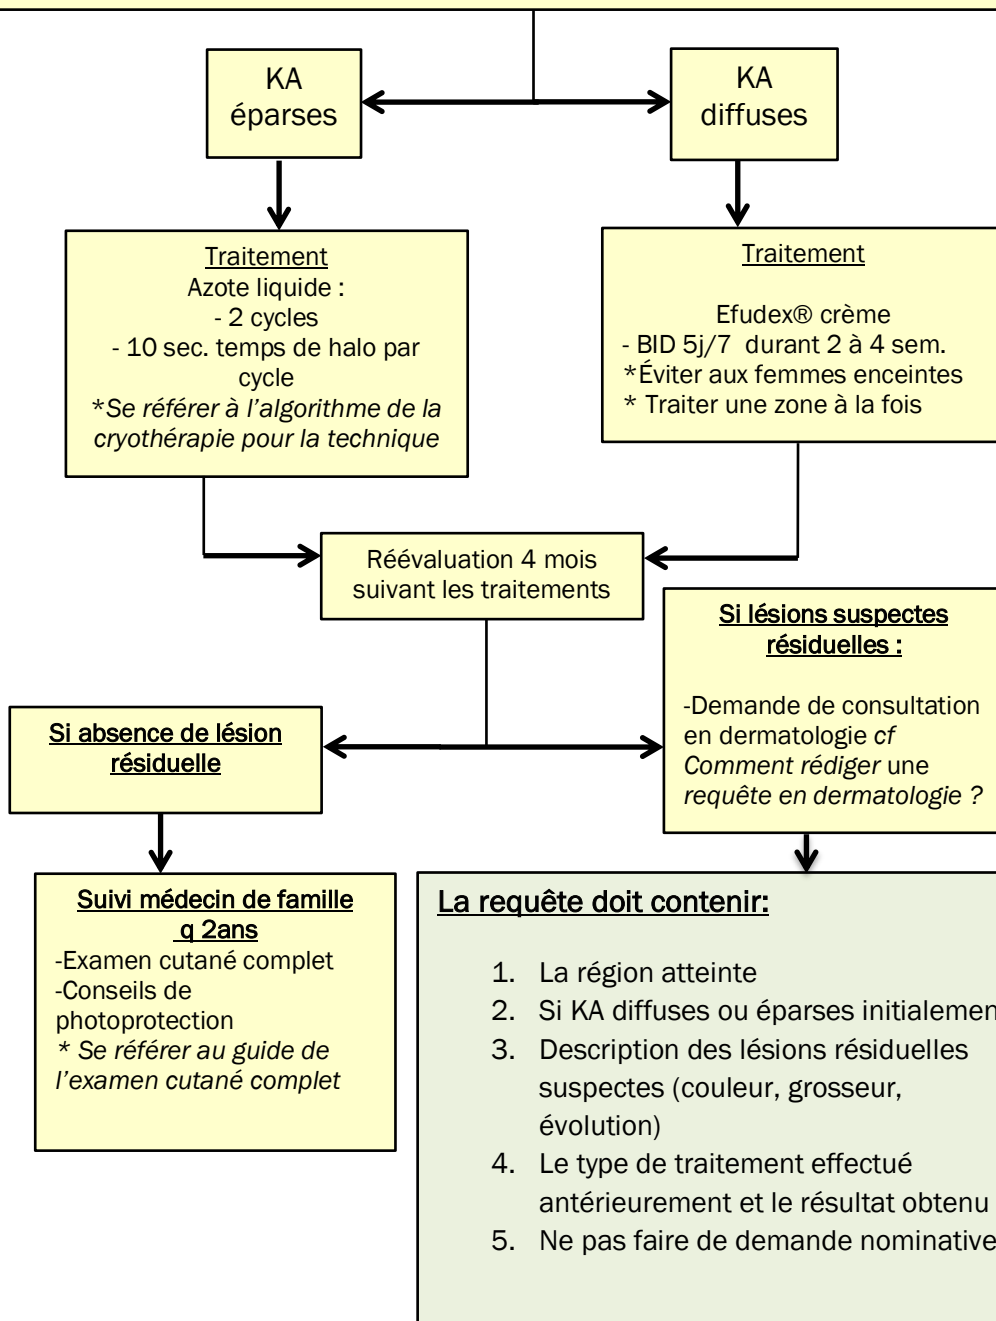 KA
éparses
KA
diffuses
Traitement
Azote liquide :
- 2 cycles
- 10 sec. temps de halo par
cycle
*Se référer à l'algorithme de la
cryothérapie pour la technique
Traitement
Efudex® crème
- BID 5j/7 durant 2 à 4 sem.
*Éviter aux femmes enceintes
* Traiter une zone à la fois
Réévaluation 4 mois
suivant les traitements
Si absence de lésion
résiduelle
Si lésions suspectes
résiduelles :
-Demande de consultation
en dermatologie cf
Comment rédiger une
requête en dermatologie ?
Suivi médecin de famille
q 2ans
-Examen cutané complet
-Conseils de
photoprotection
* Se référer au guide de
l'examen cutané complet
La requête doit contenir:
1. La région atteinte
2. Si KA diffuses ou éparses initialemen
3. Description des lésions résiduelles
suspectes (couleur, grosseur,
évolution)
4. Le type de traitement effectué
antérieurement et le résultat obtenu
5. Ne pas faire de demande nominative